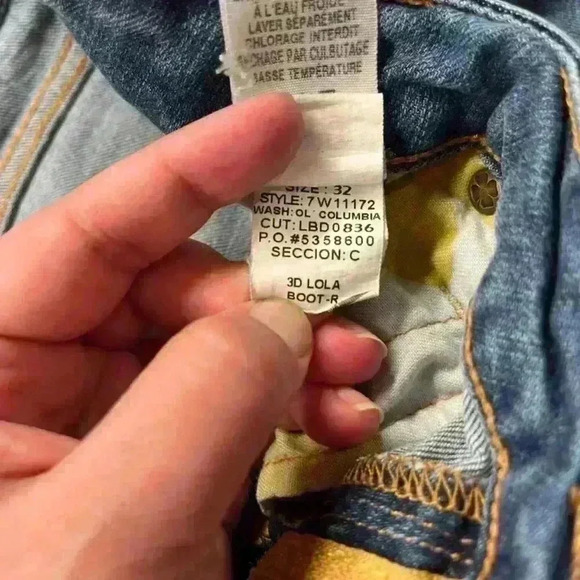 À L'EAU FROIDE
LAVER SÉPARÉMENT
CHLORAGE INTERDIT
PAR CULBUTAGE
BASSE TEMPÉRATURE
SIZE: 32
STYLE: 7W11172
WASH: OL' COLUMBIA
CUT: LBD0836
P.O.#5358600
SECCION: C
3D LOLA
BOOT-R